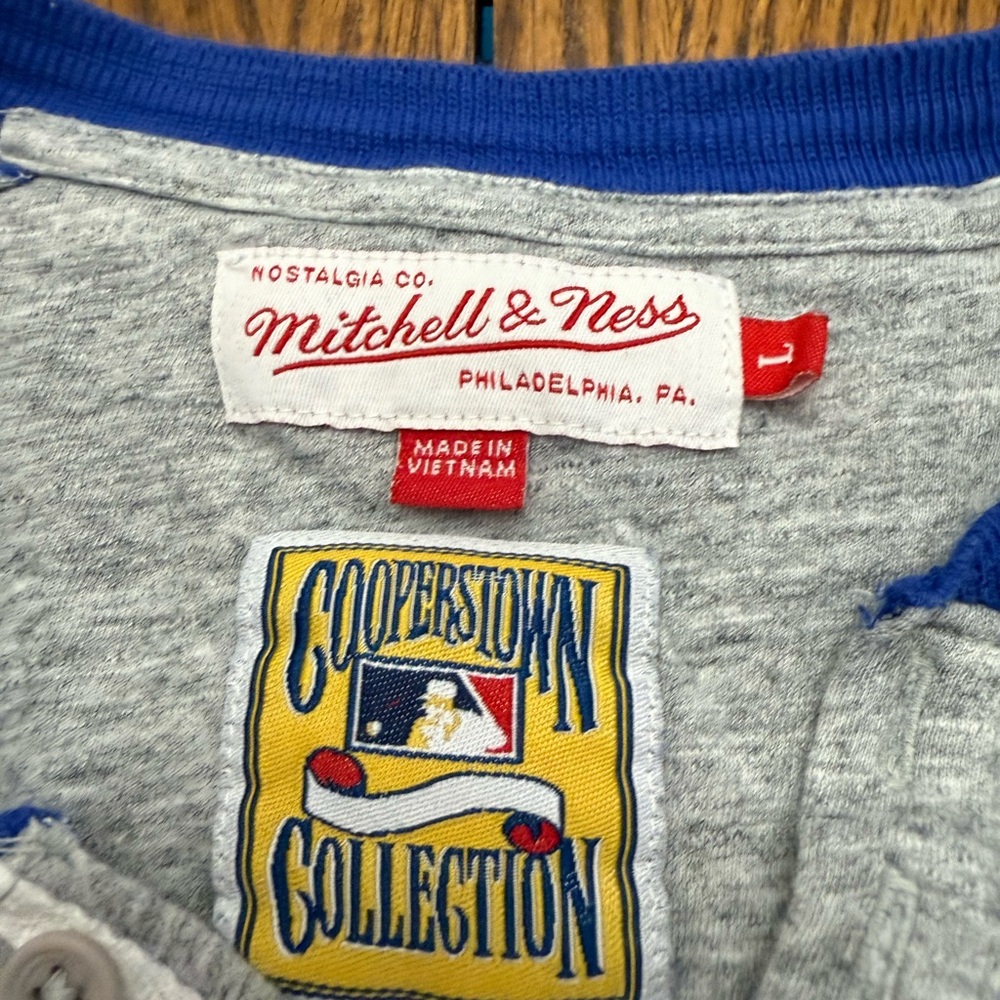 NOSTALGIA CO.
Mitchell & Ness
PHILADELPHIA, PA.
L
MADE IN
VIETNAM
COOPERSTOWN
COLLECTION